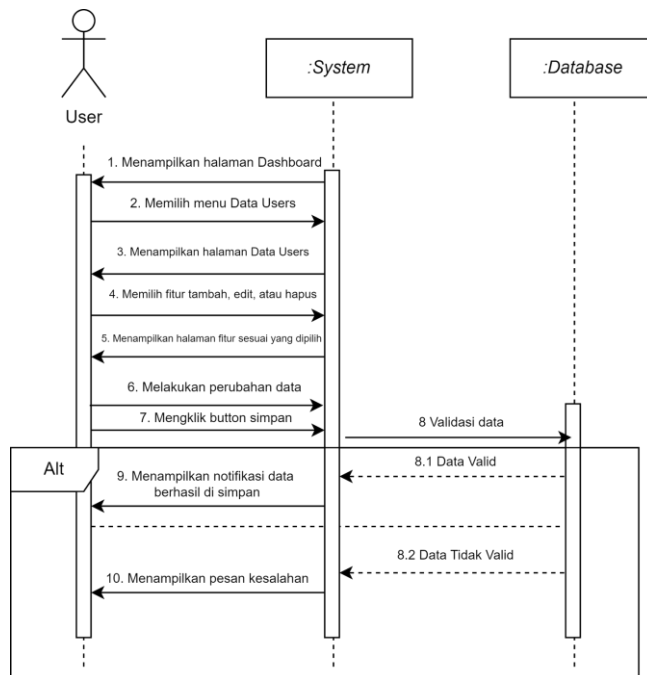 :System
:Database
User
1. Menampilkan halaman Dashboard
2. Memilih menu Data Users
3. Menampilkan halaman Data Users
4. Memilih fitur tambah, edit, atau hapus
5. Menampilkan halaman fitur sesuai yang dipilih
6. Melakukan perubahan data
7. Mengklik button simpan
8 Validasi data
Alt
8.1 Data Valid
9. Menampilkan notifikasi data
berhasil di simpan
8.2 Data Tidak Valid
10. Menampilkan pesan kesalahan